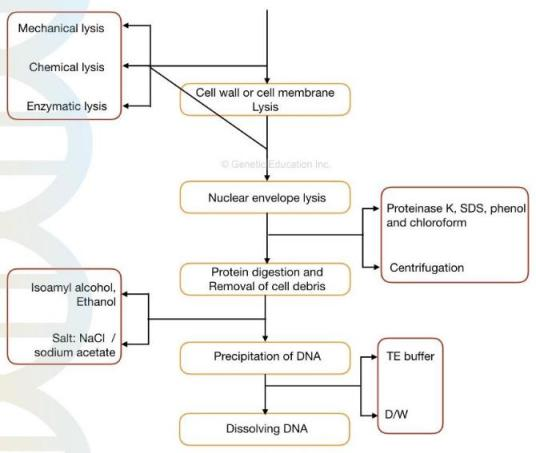 Mechanical lysis
Chemical lysis
Enzymatic lysis
Cell wall or cell membrane
Lysis
© Genetic Education Inc.
Nuclear envelope lysis
Proteinase K, SDS, phenol
and chloroform
Centrifugation
Protein digestion and
Removal of cell debris
Isoamyl alcohol,
Ethanol
Salt: NaCl /
sodium acetate
Precipitation of DNA
TE buffer
D/W
Dissolving DNA